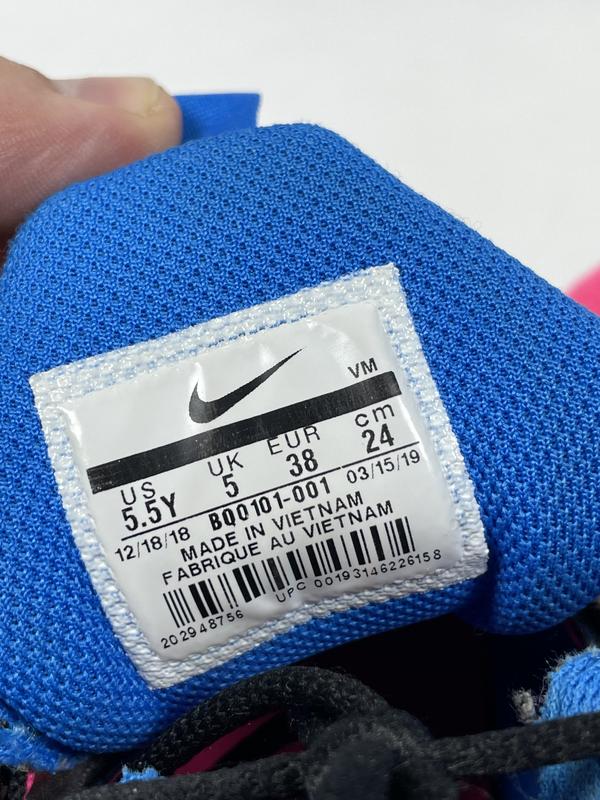 VM
US UK EUR cm
5.5Y 5 38 24
12/18/18 BQ0101-001 03/15/19
MADE IN VIETNAM
FABRIQUE AU VIETNAM
202948756 UPC 00193146226158